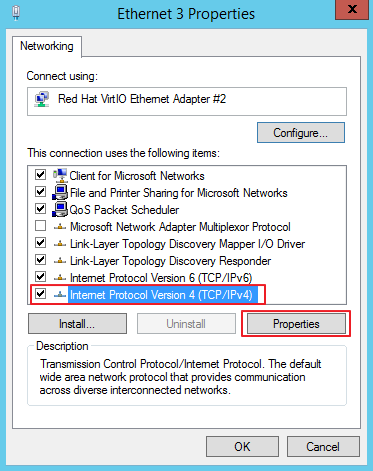 Ethernet 3 Properties
X
Networking
Connect using:
Red Hat VirtIO Ethernet Adapter #2
Configure...
This connection uses the following items:
Client for Microsoft Networks
File and Printer Sharing for Microsoft Networks
QoS Packet Scheduler
Microsoft Network Adapter Multiplexor Protocol
Link-Layer Topology Discovery Mapper I/O Driver
Link-Layer Topology Discovery Responder
Internet Protocol Version 6 (TCP/IPv6)
Internet Protocol Version 4 (TCP/IPv4)
Install...
Uninstall
Properties
Description
Transmission Control Protocol/Internet Protocol. The default
wide area network protocol that provides communication
across diverse interconnected networks.
OK
Cancel